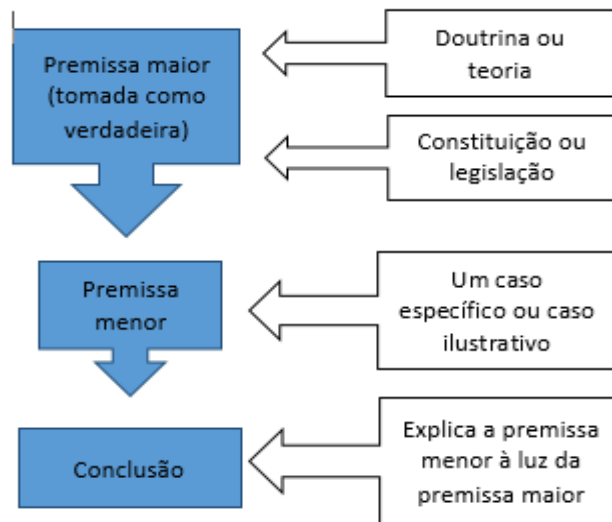 Premissa maior
(tomada como
verdadeira)
Doutrina ou
teoria
Constituição ou
legislação
Premissa
menor
Um caso
específico ou caso
ilustrativo
Conclusão
Explica a premissa
menor à luz da
premissa maior